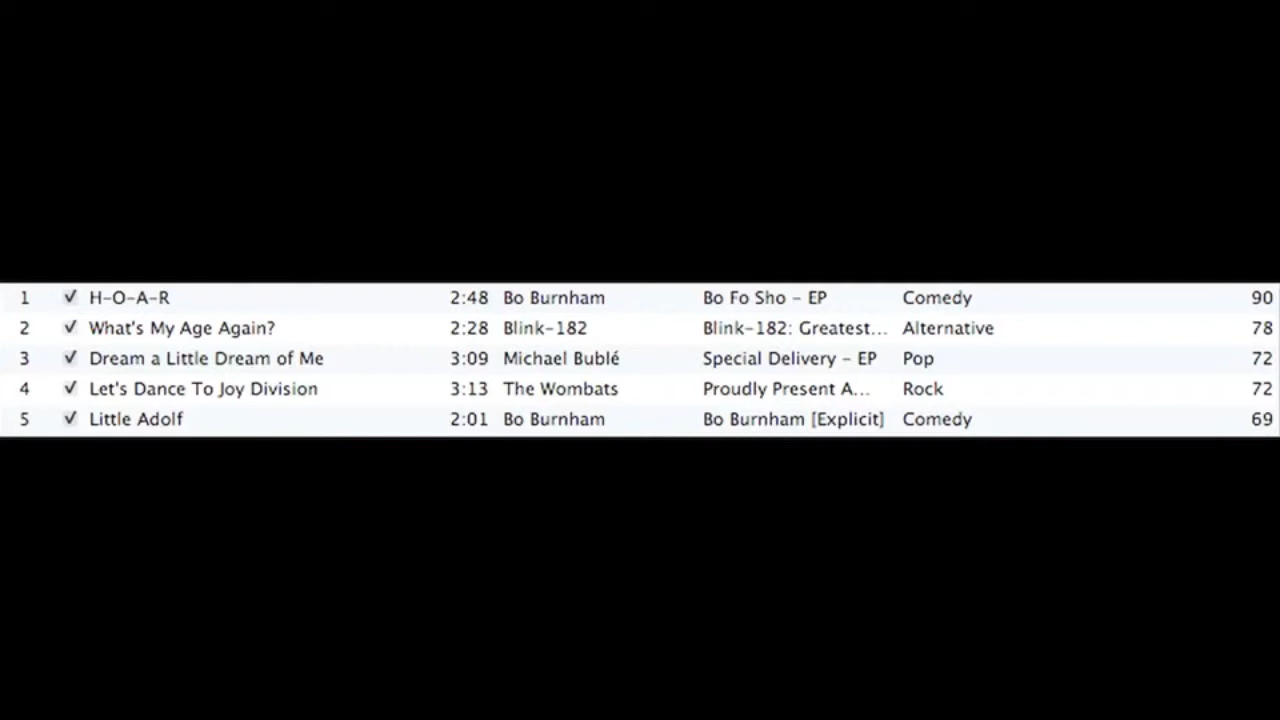 1 ✓ H-O-A-R 2:48 Bo Burnham Bo Fo Sho - EP Comedy 90
2 ✓ What's My Age Again? 2:28 Blink-182 Blink-182: Greatest... Alternative 78
3 ✓ Dream a Little Dream of Me 3:09 Michael Bublé Special Delivery - EP Pop 72
4 ✓ Let's Dance To Joy Division 3:13 The Wombats Proudly Present A... Rock 72
5 ✓ Little Adolf 2:01 Bo Burnham Bo Burnham [Explicit] Comedy 69